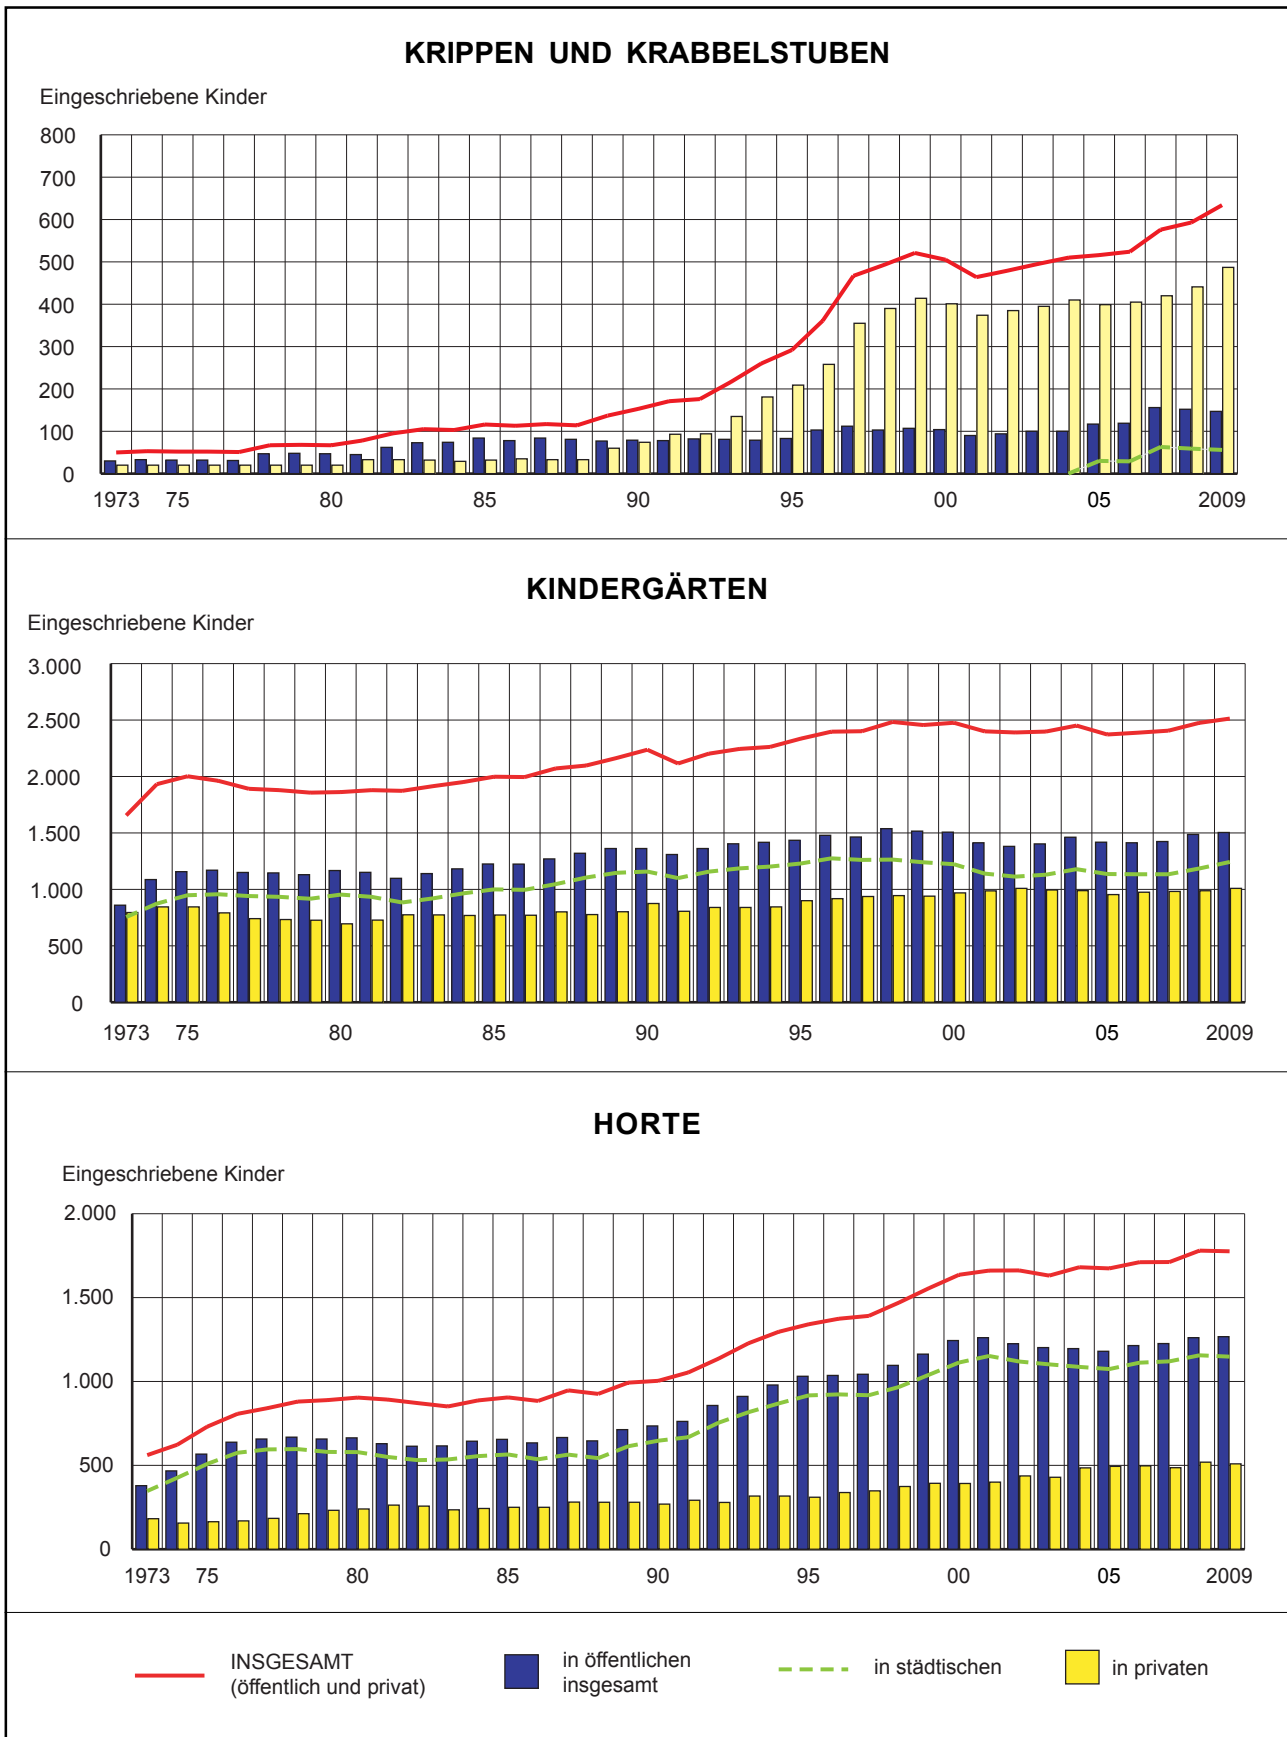 KRIPPEN UND KRABBELSTUBEN
Eingeschriebene Kinder
800
700
600
500
400
300
200
100
0
1973 75 80 85 90 95 00 05 2009
KINDERGÄRTEN
Eingeschriebene Kinder
3.000
2.500
2.000
1.500
1.000
500
0
1973 75 80 85 90 95 00 05 2009
HORTE
Eingeschriebene Kinder
2.000
1.500
1.000
500
0
1973 75 80 85 90 95 00 05 2009
INSGESAMT
(öffentlich und privat)
in öffentlichen
insgesamt
in städtischen
in privaten